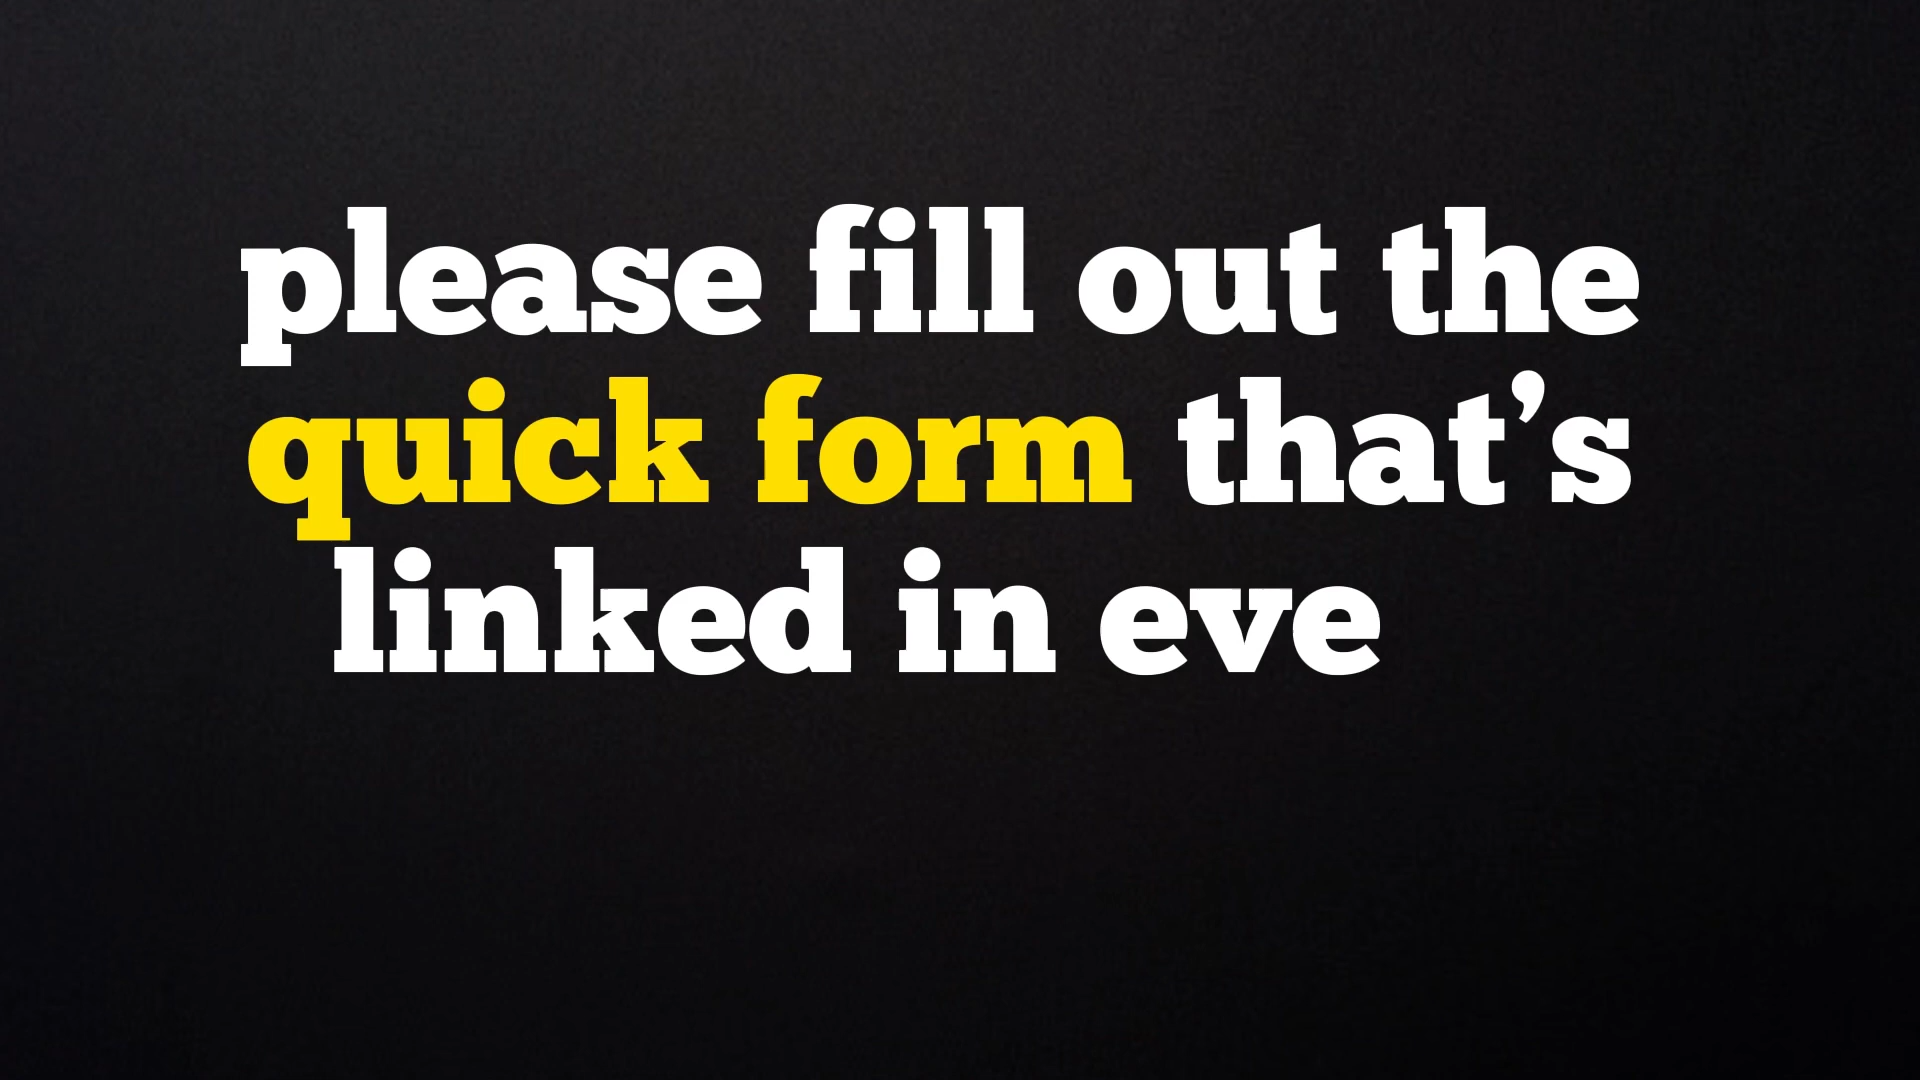 please fill out the
quick form that’s
linked in eve